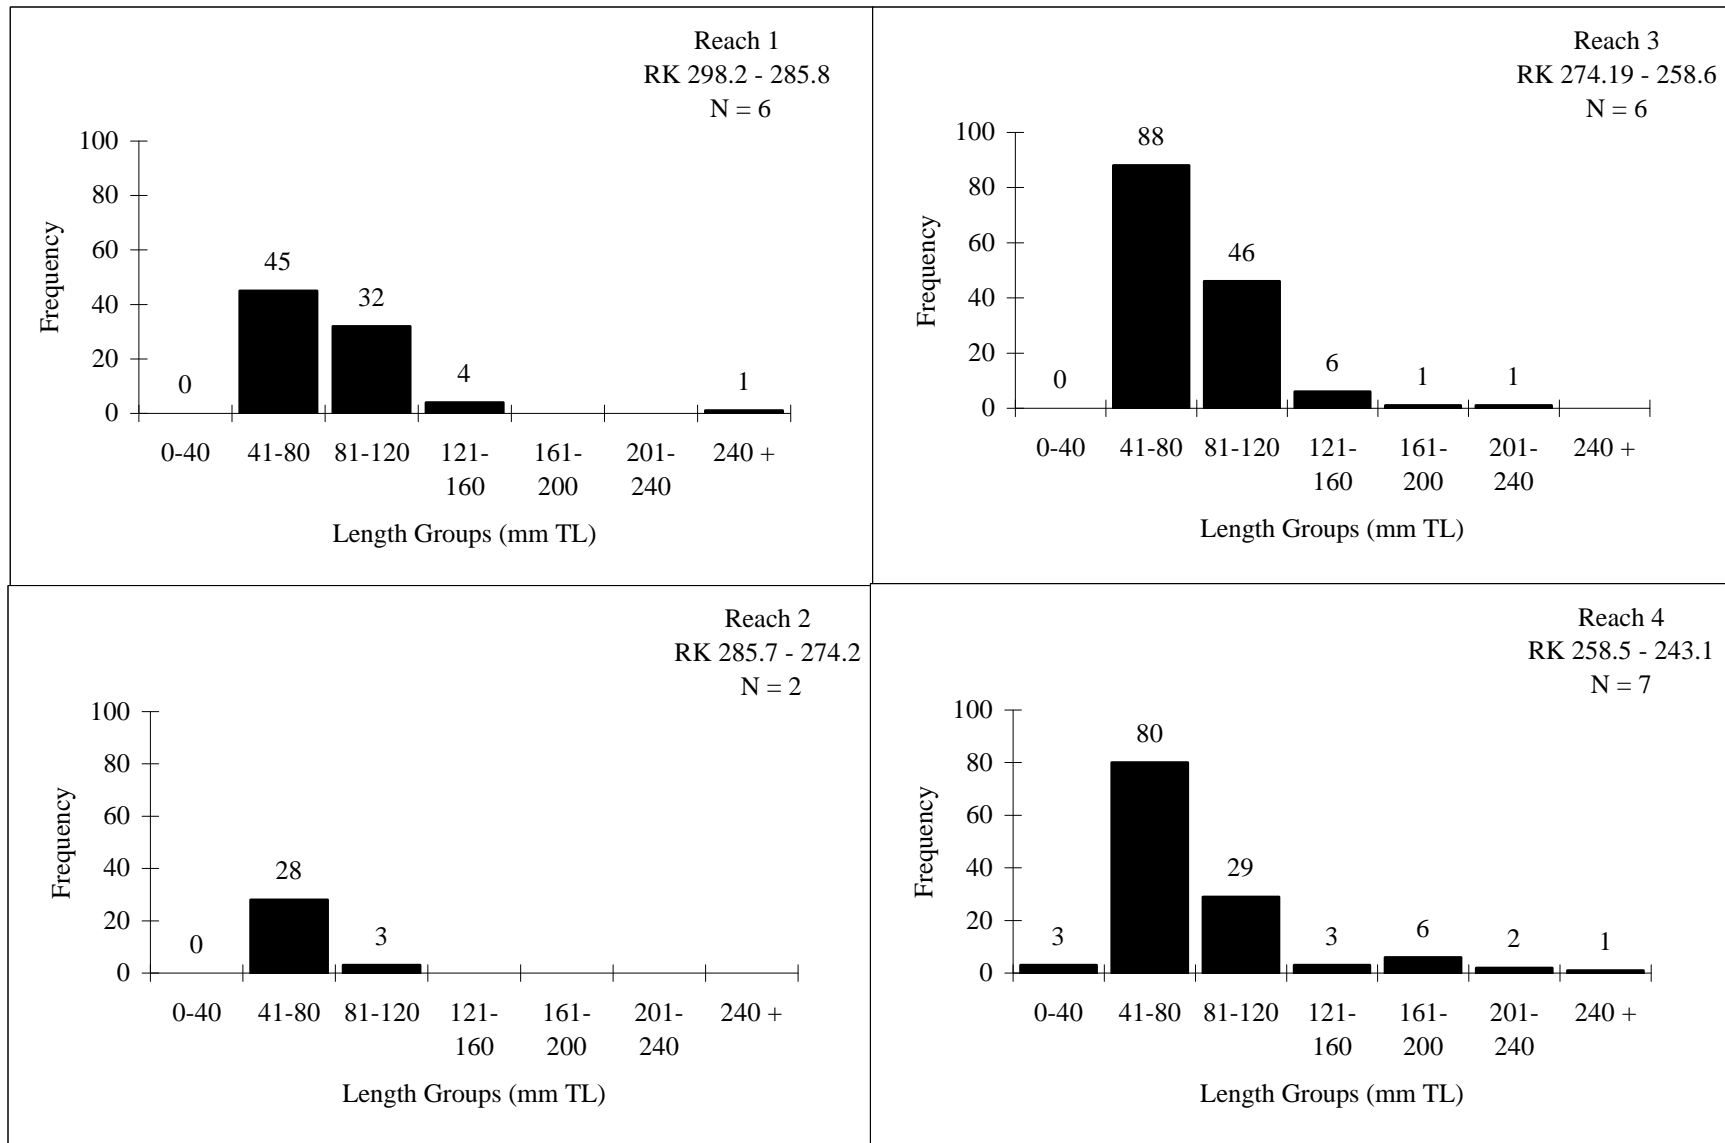 Reach 1
RK 298.2 - 285.8
N = 6
100
80
60
40
20
0
Frequency
0
45
32
4
1
0-40 41-80 81-120 121- 161- 201- 240 +
160 200 240
Length Groups (mm TL)
Reach 3
RK 274.19 - 258.6
N = 6
100
80
60
40
20
0
Frequency
0
88
46
6
1
1
0-40 41-80 81-120 121- 161- 201- 240 +
160 200 240
Length Groups (mm TL)
Reach 2
RK 285.7 - 274.2
N = 2
100
80
60
40
20
0
Frequency
0
28
3
0-40 41-80 81-120 121- 161- 201- 240 +
160 200 240
Length Groups (mm TL)
Reach 4
RK 258.5 - 243.1
N = 7
100
80
60
40
20
0
Frequency
3
80
29
3
6
2
1
0-40 41-80 81-120 121- 161- 201- 240 +
160 200 240
Length Groups (mm TL)